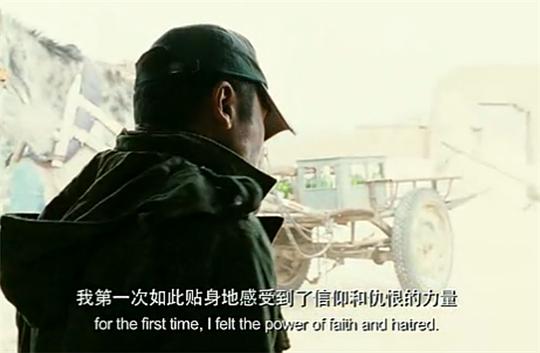 我第一次如此贴身地感受到了信仰和仇恨的力量
for the first time, I felt the power of faith and hatred.